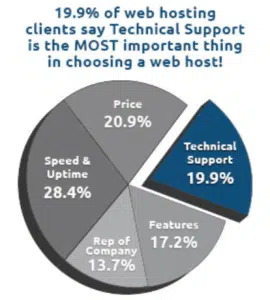 19.9% of web hosting
clients say Technical Support
is the MOST important thing
in choosing a web host!
Price
20.9%
Technical
Support
19.9%
Speed &
Uptime
28.4%
Features
17.2%
Rep of
Company
13.7%